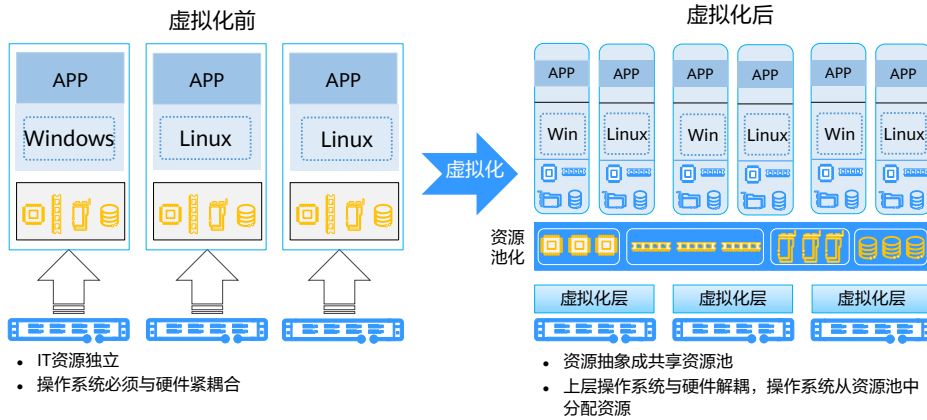 虚拟化前
虚拟化后
APP
APP
APP
Windows
Linux
Linux
虚拟化
APP
APP
APP
APP
APP
APP
Win
Linux
Win
Linux
Win
Linux
资源
池化
虚拟化层
虚拟化层
虚拟化层
• IT资源独立
• 操作系统必须与硬件紧耦合
• 资源抽象成共享资源池
• 上层操作系统与硬件解耦，操作系统从资源池中
分配资源